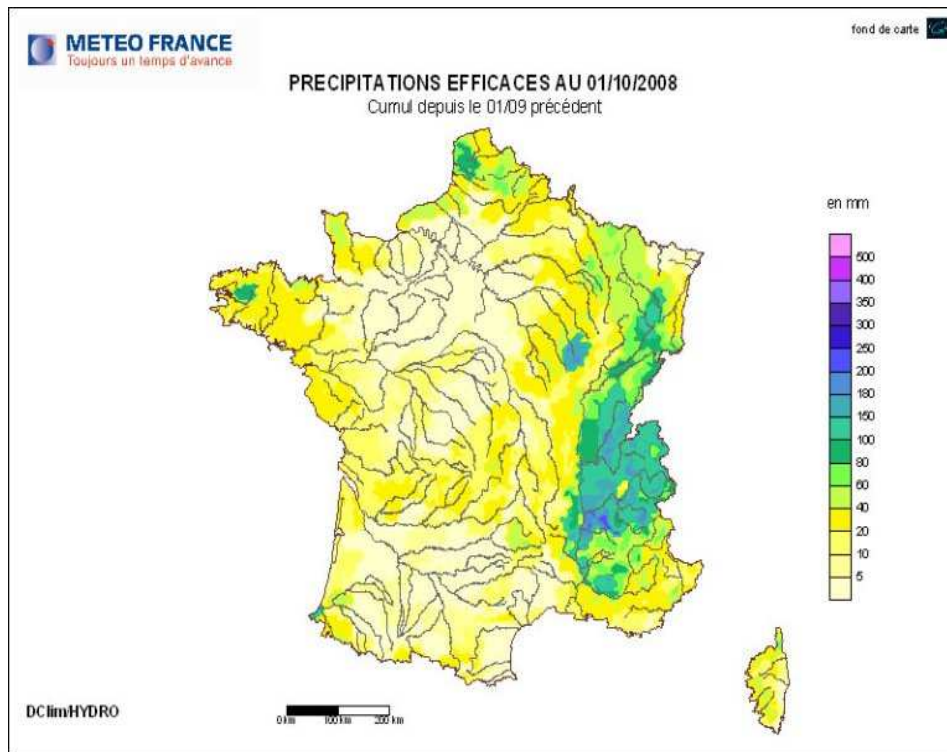 METEO FRANCE
Toujours un temps d'avance
fond de carte
PRECIPITATIONS EFFICACES AU 01/10/2008
Cumul depuis le 01/09 précédent
en mm
500
400
350
300
250
200
180
150
100
80
60
40
20
10
5
DClim/HYDRO
0 km 100 km 200 km